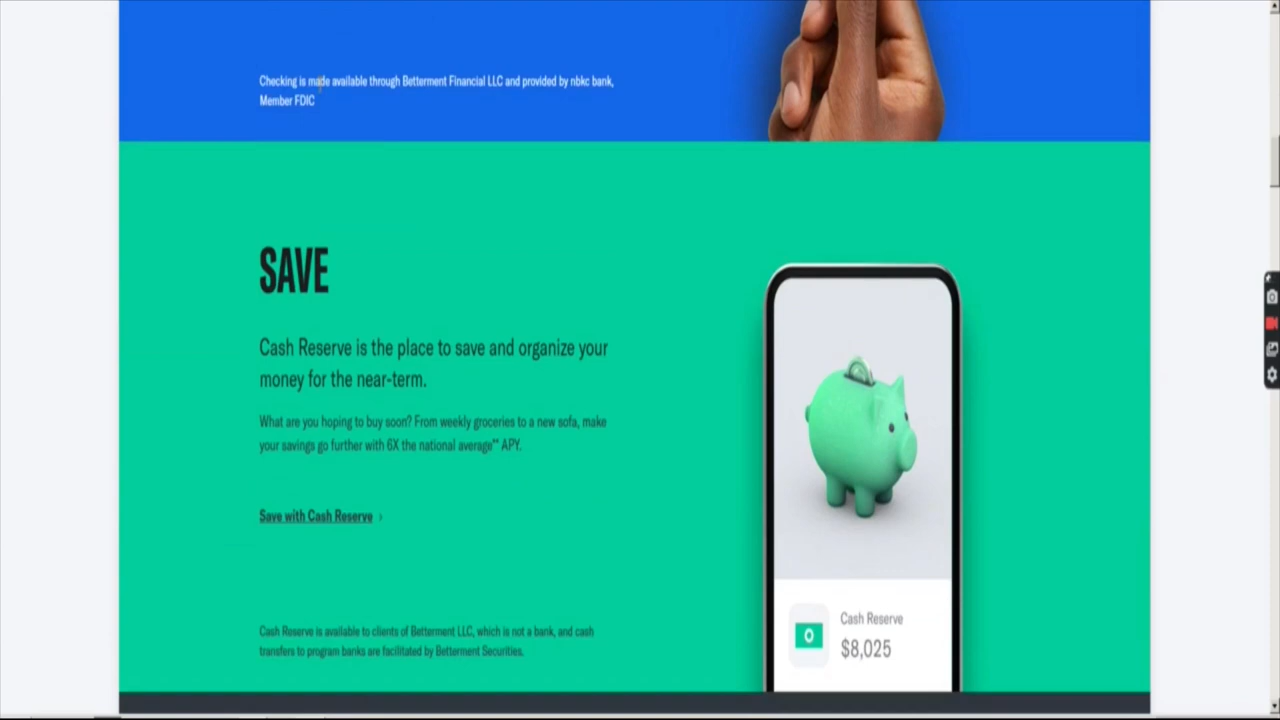 Checking is made available through Betterment Financial LLC and provided by nbkc bank,
Member FDIC
SAVE
Cash Reserve is the place to save and organize your
money for the near-term.
What are you hoping to buy soon? From weekly groceries to a new sofa, make
your savings go further with 6X the national average** APY.
Save with Cash Reserve ›
Cash Reserve is available to clients of Betterment LLC, which is not a bank, and cash
transfers to program banks are facilitated by Betterment Securities.
Cash Reserve
$8,025